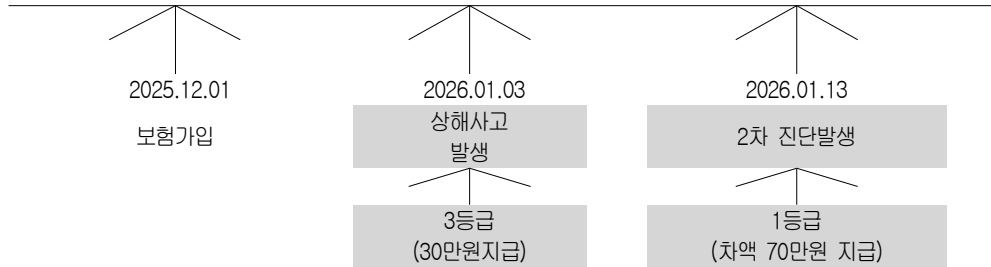 2025.12.01
2026.01.03
2026.01.13
보험가입
상해사고
발생
2차 진단발생
3등급
(30만원지급)
1등급
(차액 70만원 지급)